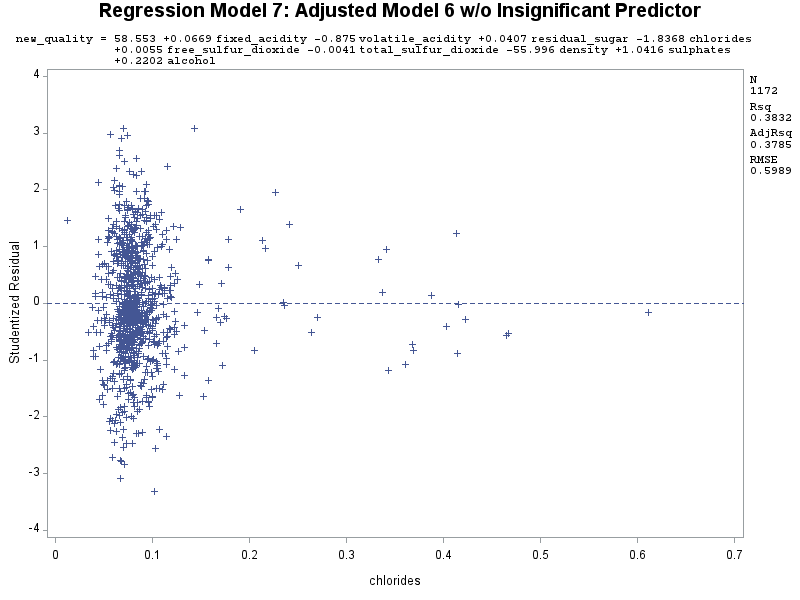 Regression Model 7: Adjusted Model 6 w/o Insignificant Predictor
new_quality = 58.553 +0.0669 fixed_acidity -0.875 volatile_acidity +0.0407 residual_sugar -1.8368 chlorides
+0.0055 free_sulfur_dioxide -0.0041 total_sulfur_dioxide -55.996 density +1.0416 sulphates
+0.2202 alcohol
N
1172
Rsq
0.3832
AdjRsq
0.3785
RMSE
0.5989
Studentized Residual
4
3
2
1
0
-1
-2
-3
-4
0 0.1 0.2 0.3 0.4 0.5 0.6 0.7
chlorides